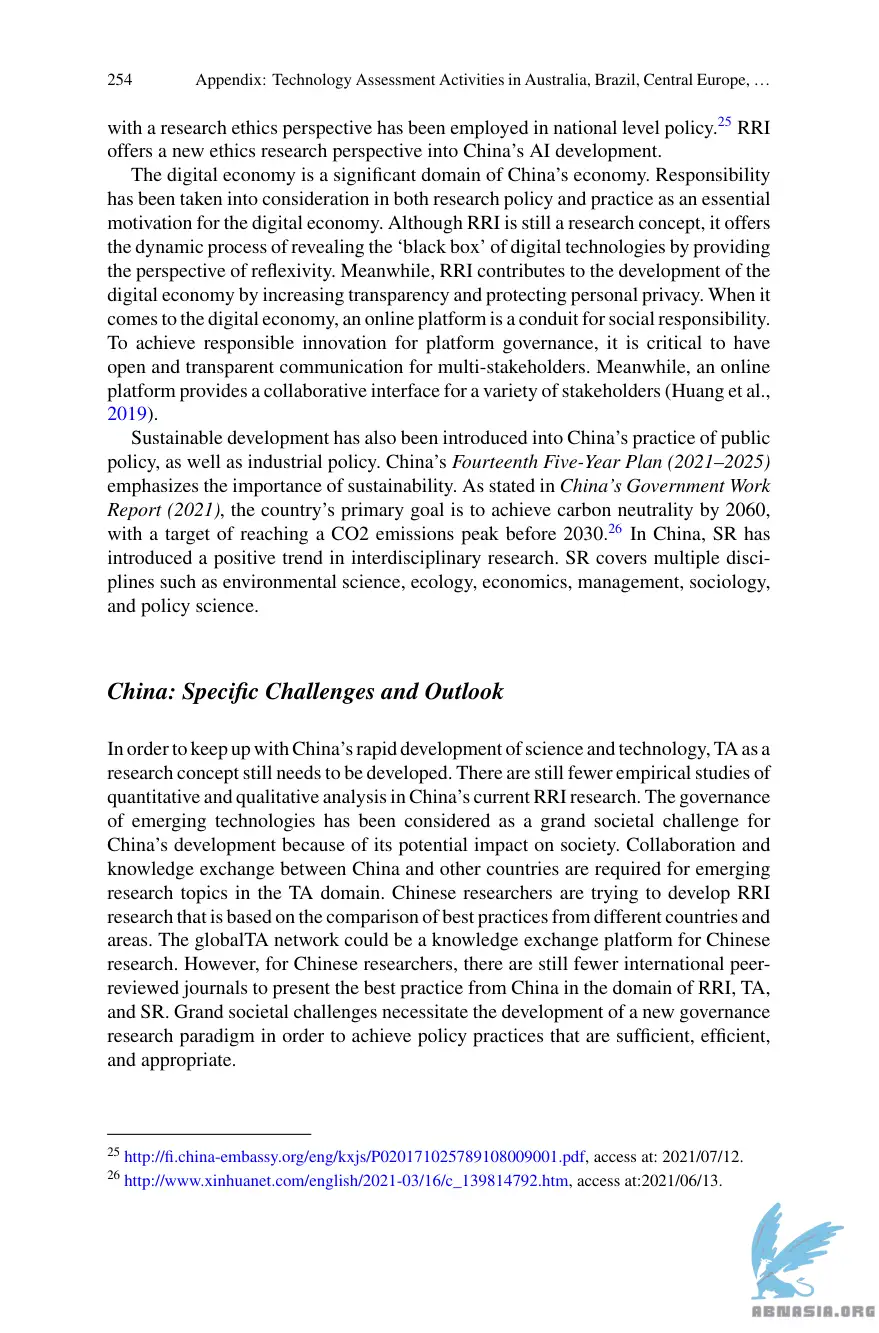 254 Appendix: Technology Assessment Activities in Australia, Brazil, Central Europe, …
with a research ethics perspective has been employed in national level policy.25 RRI
offers a new ethics research perspective into China’s AI development.
The digital economy is a significant domain of China’s economy. Responsibility
has been taken into consideration in both research policy and practice as an essential
motivation for the digital economy. Although RRI is still a research concept, it offers
the dynamic process of revealing the ‘black box’ of digital technologies by providing
the perspective of reflexivity. Meanwhile, RRI contributes to the development of the
digital economy by increasing transparency and protecting personal privacy. When it
comes to the digital economy, an online platform is a conduit for social responsibility.
To achieve responsible innovation for platform governance, it is critical to have
open and transparent communication for multi-stakeholders. Meanwhile, an online
platform provides a collaborative interface for a variety of stakeholders (Huang et al.,
2019).
Sustainable development has also been introduced into China’s practice of public
policy, as well as industrial policy. China’s Fourteenth Five-Year Plan (2021–2025)
emphasizes the importance of sustainability. As stated in China’s Government Work
Report (2021), the country’s primary goal is to achieve carbon neutrality by 2060,
with a target of reaching a CO2 emissions peak before 2030.26 In China, SR has
introduced a positive trend in interdisciplinary research. SR covers multiple disci-
plines such as environmental science, ecology, economics, management, sociology,
and policy science.
China: Specific Challenges and Outlook
In order to keep up with China’s rapid development of science and technology, TA as a
research concept still needs to be developed. There are still fewer empirical studies of
quantitative and qualitative analysis in China’s current RRI research. The governance
of emerging technologies has been considered as a grand societal challenge for
China’s development because of its potential impact on society. Collaboration and
knowledge exchange between China and other countries are required for emerging
research topics in the TA domain. Chinese researchers are trying to develop RRI
research that is based on the comparison of best practices from different countries and
areas. The globalTA network could be a knowledge exchange platform for Chinese
research. However, for Chinese researchers, there are still fewer international peer-
reviewed journals to present the best practice from China in the domain of RRI, TA,
and SR. Grand societal challenges necessitate the development of a new governance
research paradigm in order to achieve policy practices that are sufficient, efficient,
and appropriate.
25 http://fi.china-embassy.org/eng/kxjs/P020171025789108009001.pdf, access at: 2021/07/12.
26 http://www.xinhuanet.com/english/2021-03/16/c_139814792.htm, access at:2021/06/13.
ABNASIA.ORG